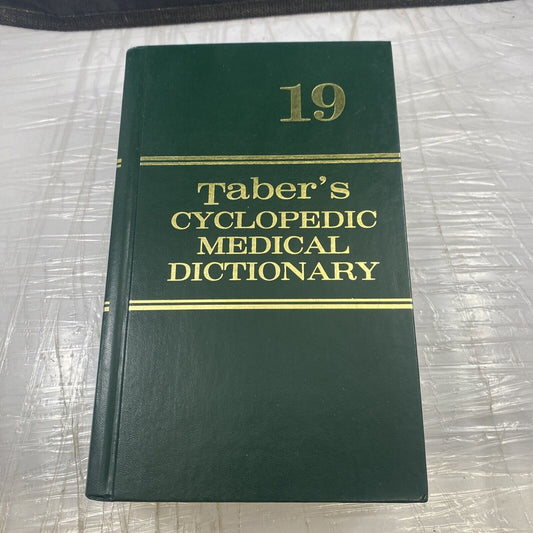 19
Taber's
CYCLOPEDIC
MEDICAL
DICTIONARY